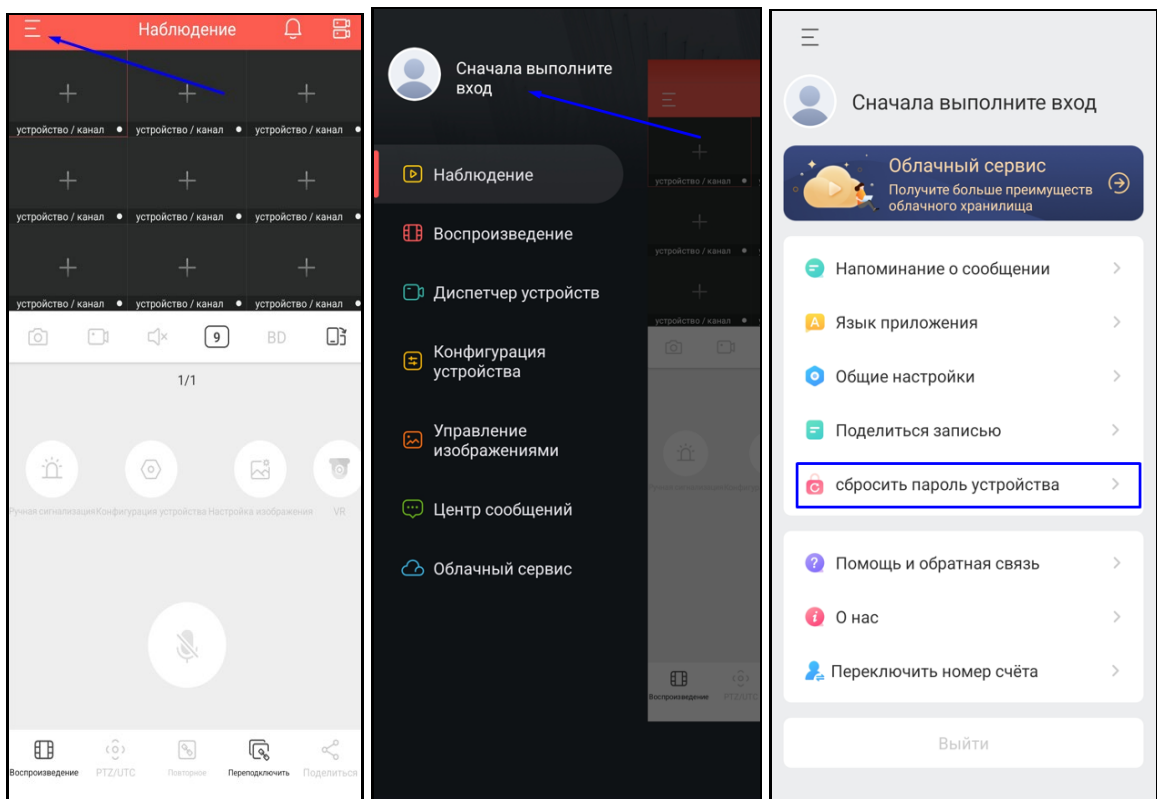 Наблюдение
устройство / канал устройство / канал устройство / канал
устройство / канал устройство / канал устройство / канал
устройство / канал устройство / канал устройство / канал
9 BD
1/1
Ручная сигнализация Конфигурация устройства Настройка изображения VR
Воспроизведение PTZ/UTC Повторное Переподключить Поделиться
Сначала выполните
вход
Наблюдение
Воспроизведение
Диспетчер устройств
Конфигурация
устройства
Управление
изображениями
Центр сообщений
Облачный сервис
устройство / канал
устройство / канал
устройство / канал
Воспроизведение PTZ/UTC
Сначала выполните вход
Облачный сервис
Получите больше преимуществ
облачного хранилища
Напоминание о сообщении
A Язык приложения
Общие настройки
Поделиться записью
сбросить пароль устройства
? Помощь и обратная связь
i О нас
Переключить номер счёта
Выйти